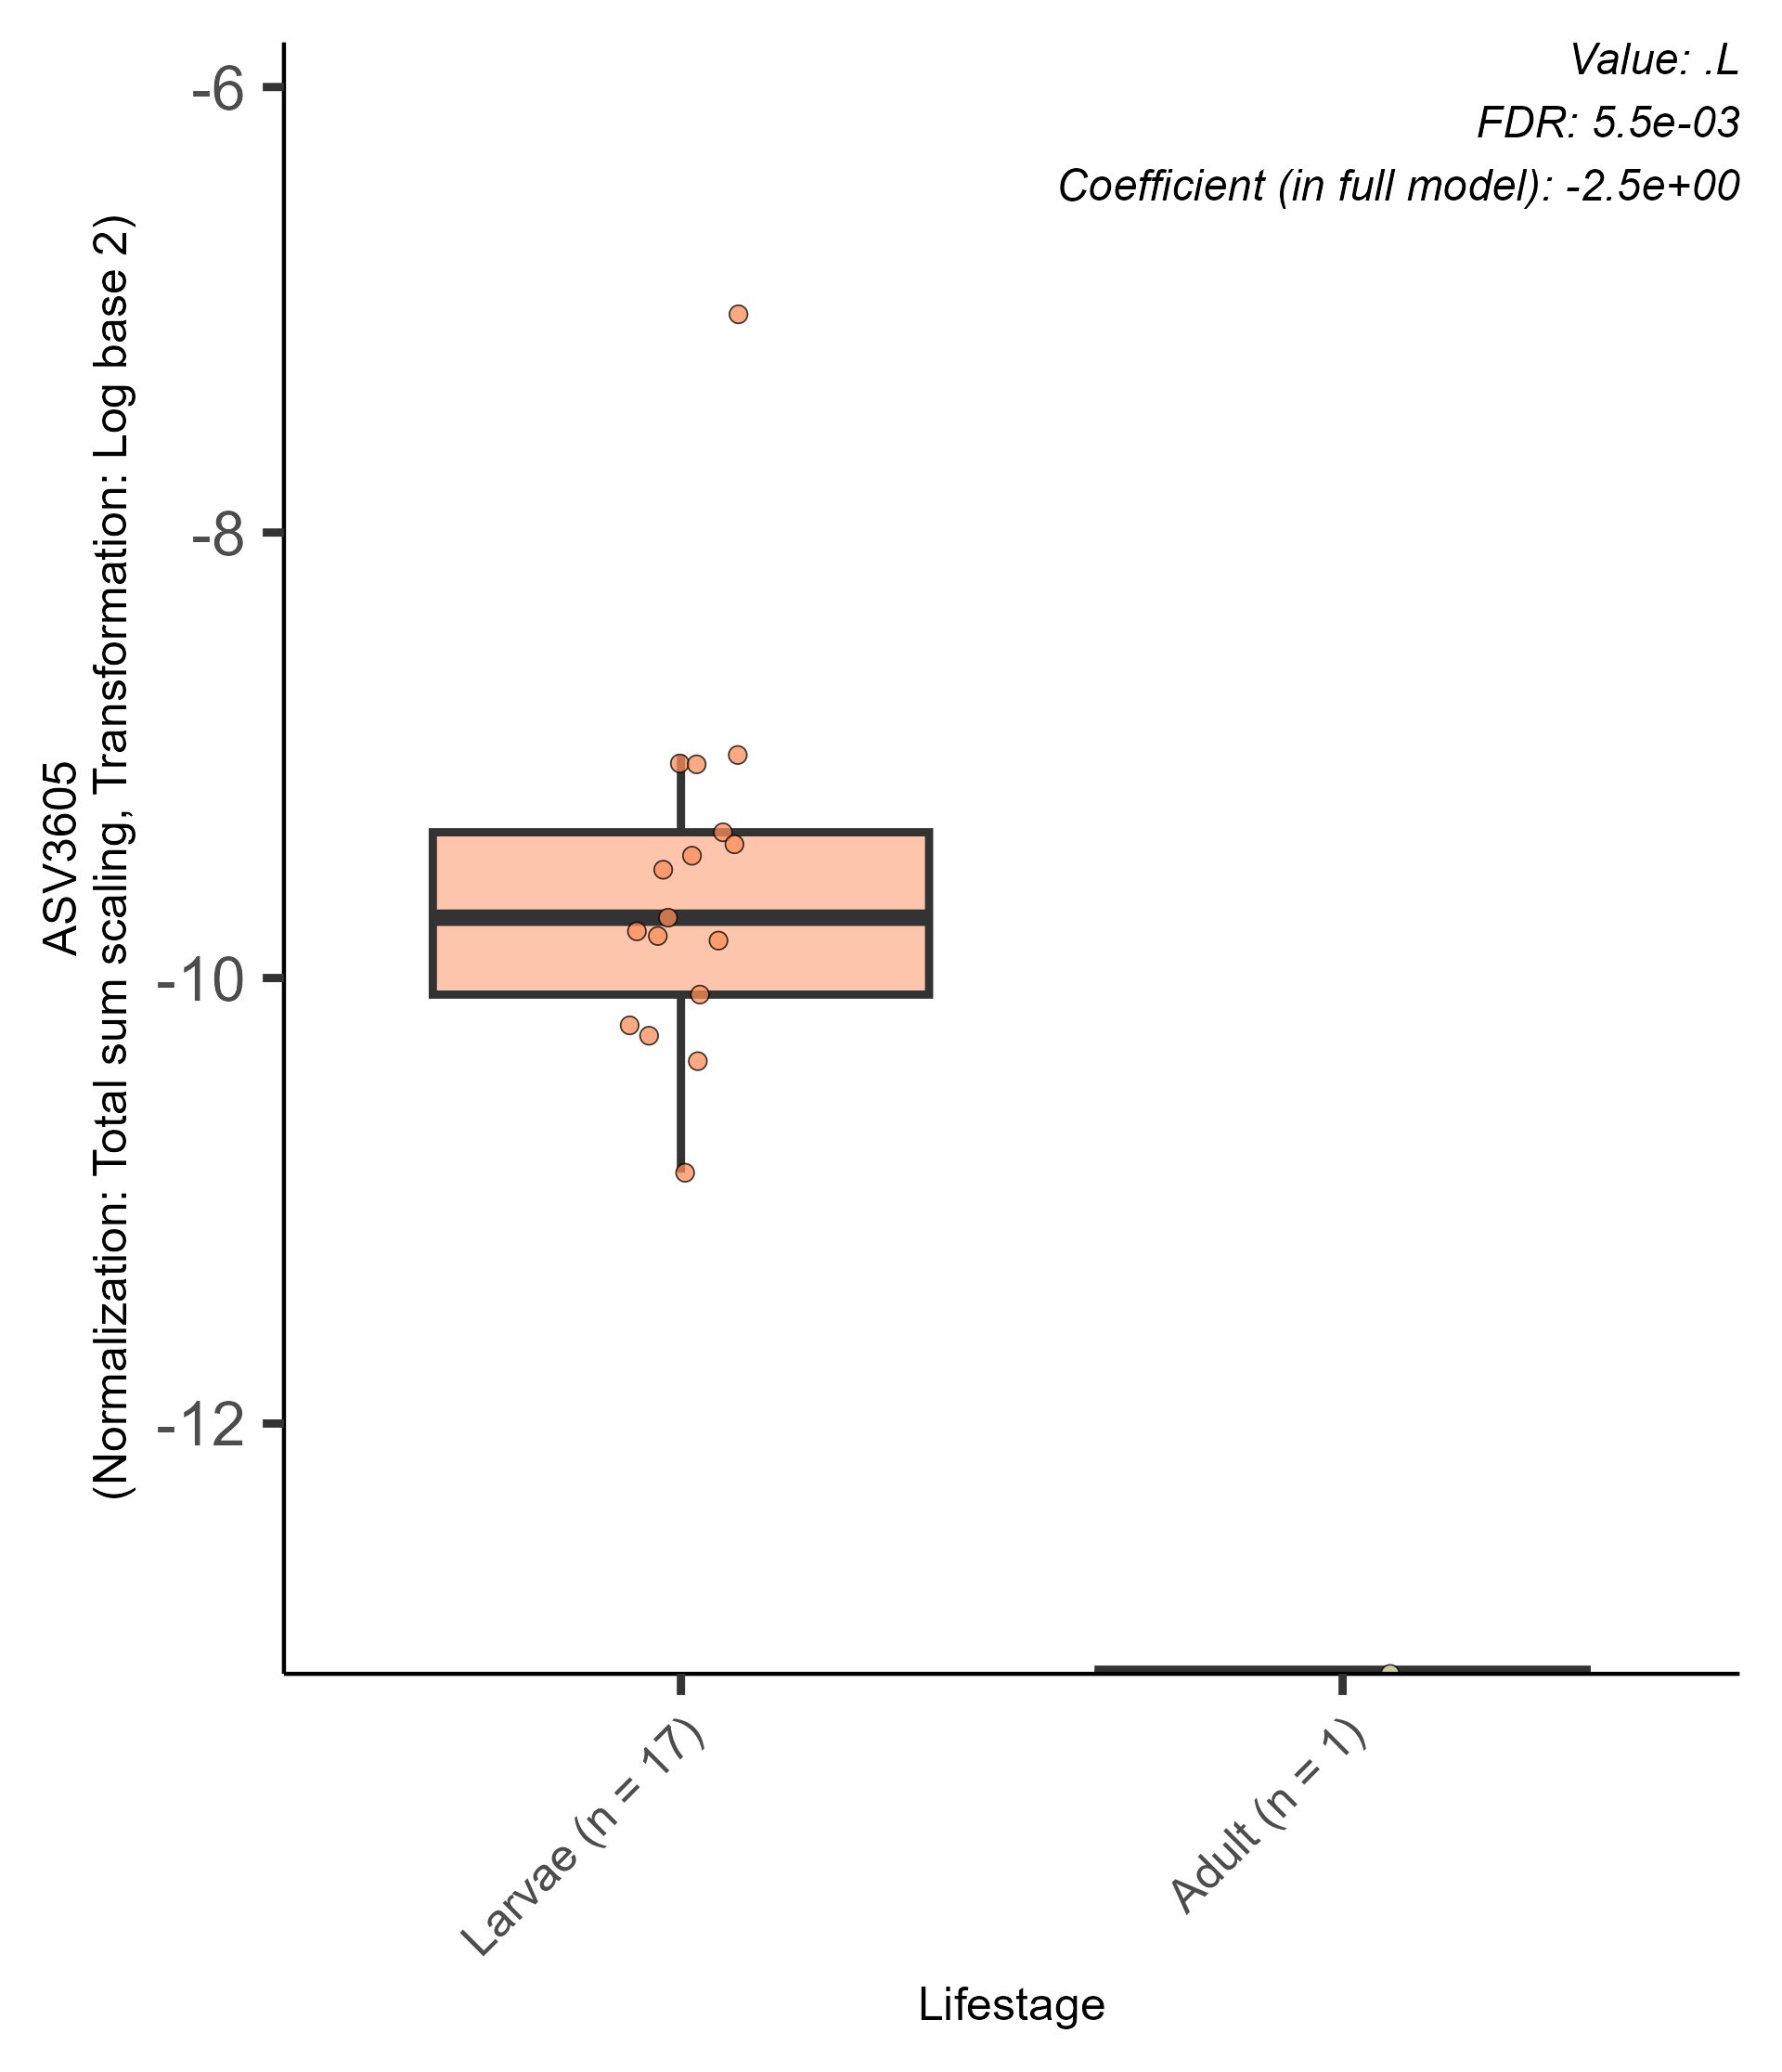 Value: .L
FDR: 5.5e-03
Coefficient (in full model): -2.5e+00
ASV3605
(Normalization: Total sum scaling, Transformation: Log base 2)
-6
-8
-10
-12
Larvae (n = 17)
Adult (n = 1)
Lifestage